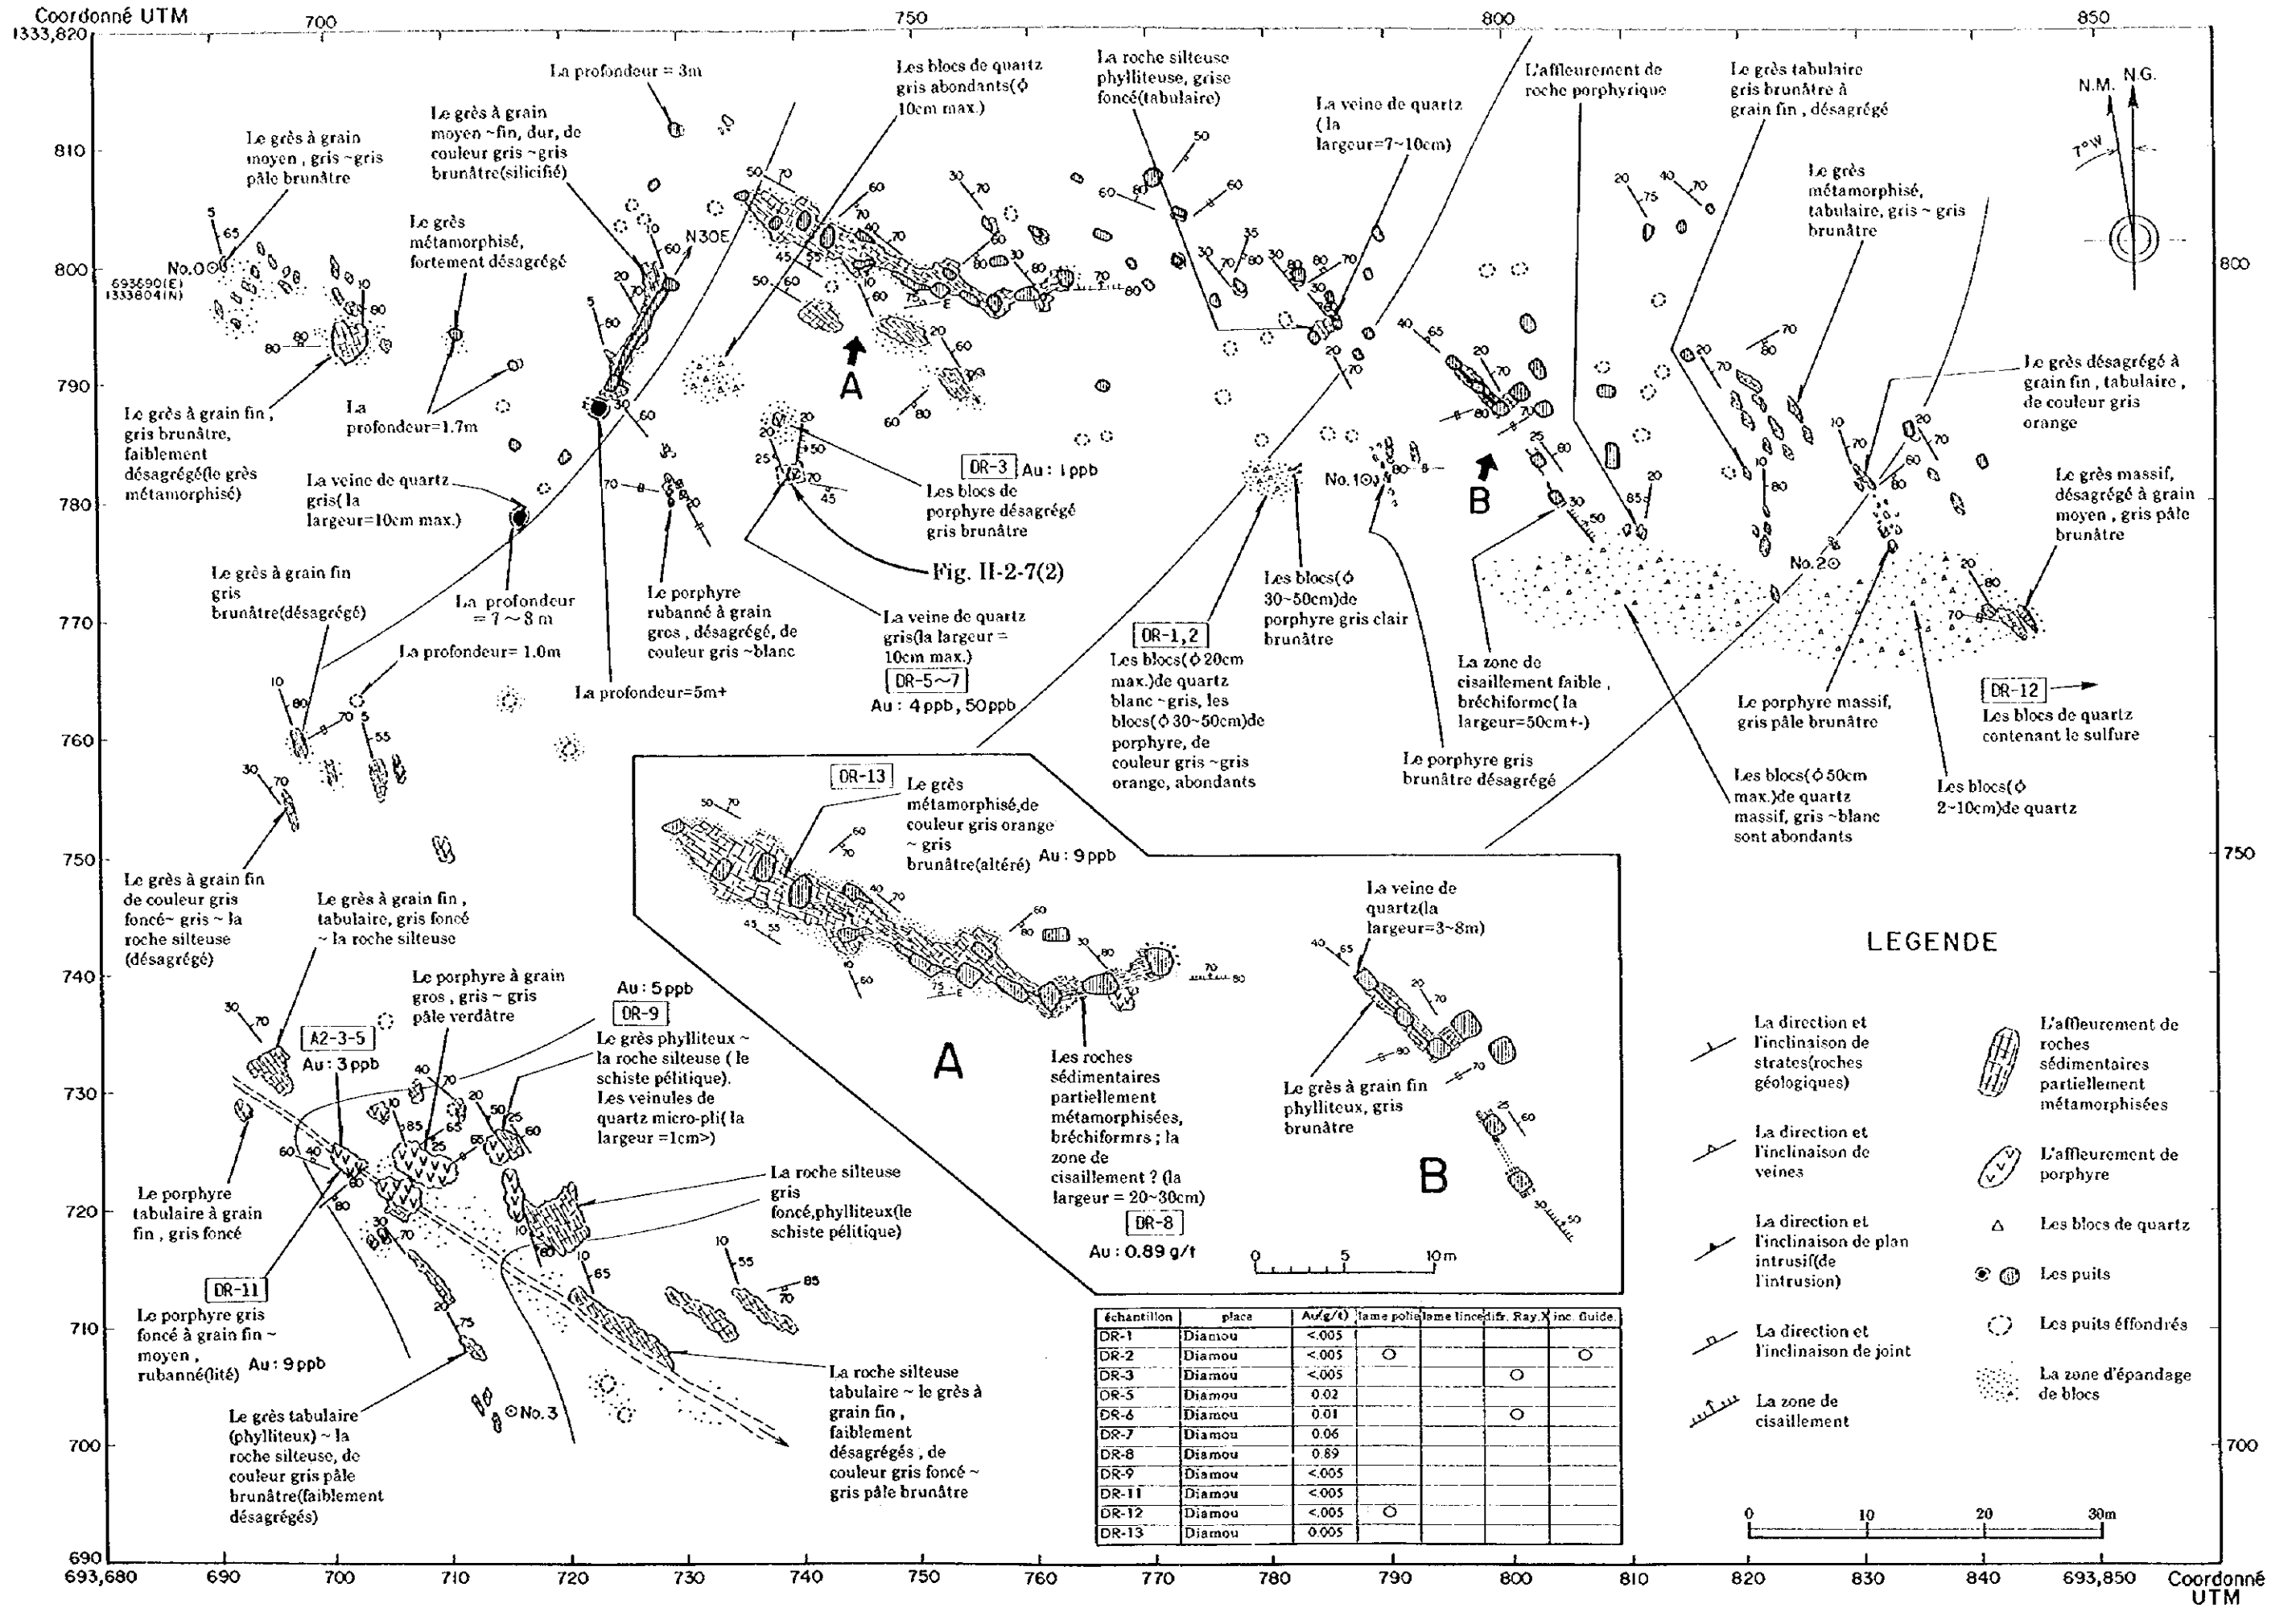 Coordonné UTM
700
750
800
850
1333,820
810
800
790
780
770
760
750
740
730
720
710
700
690
693,680
690
700
710
720
730
740
750
760
770
780
790
800
810
820
830
840
693,850
Coordonné
UTM
800
750
700
N.M.
N.G.
7°W
La profondeur = 3m
Le grès à grain
moyen, gris ~gris
pâle brunâtre
Le grès à grain
moyen ~fin, dur, de
couleur gris ~gris
brunâtre(silicifié)
Les blocs de quartz
gris abondants(ϕ
10cm max.)
La roche silteuse
phylliteuse, grise
foncé(tabulaire)
La veine de quartz
(la
largeur=7~10cm)
L'affleurement de
roche porphyrique
Le grès tabulaire
gris brunâtre à
grain fin, désagrégé
Le grès
métamorphisé,
tabulaire, gris ~ gris
brunâtre
Le grès
métamorphisé,
fortement désagrégé
N30E
No.0
693690(E)
1333804(N)
Le grès à grain fin,
gris brunâtre,
faiblement
désagrégé(le grès
métamorphisé)
La
profondeur=1.7m
La veine de quartz
gris(la
largeur=10cm max.)
A
B
Le grès désagrégé à
grain fin, tabulaire,
de couleur gris
orange
Le grès massif,
désagrégé à grain
moyen, gris pâle
brunâtre
DR-3 Au: 1ppb
Les blocs de
porphyre désagrégé
gris brunâtre
Fig. II-2-7(2)
No.1
No.2
Le grès à grain fin
gris
brunâtre(désagrégé)
La profondeur
= 7~8 m
La profondeur= 1.0m
Le porphyre
rubanné à grain
gros, désagrégé, de
couleur gris ~blanc
La profondeur=5m+
La veine de quartz
gris(la largeur =
10cm max.)
DR-5~7
Au: 4ppb, 50ppb
DR-1,2
Les blocs(ϕ20cm
max.)de quartz
blanc ~gris, les
blocs(ϕ30~50cm)de
porphyre, de
couleur gris ~gris
orange, abondants
Les blocs(ϕ
30~50cm)de
porphyre gris clair
brunâtre
La zone de
cisaillement faible,
bréchiforme(la
largeur=50cm+-)
Le porphyre gris
brunâtre désagrégé
Le porphyre massif,
gris pâle brunâtre
DR-12
Les blocs de quartz
contenant le sulfure
Les blocs(ϕ50cm
max.)de quartz
massif, gris ~blanc
sont abondants
Les blocs(ϕ
2~10cm)de quartz
Le grès à grain fin
de couleur gris
foncé~ gris ~ la
roche silteuse
(désagrégé)
Le grès à grain fin,
tabulaire, gris foncé
~ la roche silteuse
A2-3-5
Au: 3ppb
Le porphyre à grain
gros, gris ~ gris
pâle verdâtre
Au: 5ppb
DR-9
Le grès phylliteux ~
la roche silteuse (le
schiste pélitique).
Les veinules de
quartz micro-pli(la
largeur =1cm>)
La roche silteuse
gris
foncé,phylliteux(le
schiste pélitique)
Le porphyre
tabulaire à grain
fin, gris foncé
DR-11
Le porphyre gris
foncé à grain fin ~
moyen,
rubanné(lité) Au: 9ppb
Le grès tabulaire
(phylliteux) ~ la
roche silteuse, de
couleur gris pâle
brunâtre(faiblement
désagrégés)
No.3
La roche silteuse
tabulaire ~ le grès à
grain fin,
faiblement
désagrégés, de
couleur gris foncé ~
gris pâle brunâtre
DR-13
Le grès
métamorphisé,de
couleur gris orange
~ gris
brunâtre(altéré) Au: 9ppb
A
Les roches
sédimentaires
partiellement
métamorphisées,
bréchiformrs; la
zone de
cisaillement ? (la
largeur = 20~30cm)
DR-8
Au: 0.89 g/t
La veine de
quartz(la
largeur=3~8m)
Le grès à grain fin
phylliteux, gris
brunâtre
B
0 5 10m
échantillon place Au(g/t) lame polie lame lince difr. Ray.X inc. fluide.
DR-1 Diamou <.005
DR-2 Diamou <.005 ○ ○
DR-3 Diamou <.005 ○
DR-5 Diamou 0.02
DR-6 Diamou 0.01 ○
DR-7 Diamou 0.06
DR-8 Diamou 0.89
DR-9 Diamou <.005
DR-11 Diamou <.005
DR-12 Diamou <.005 ○
DR-13 Diamou 0.005
LEGENDE
La direction et
l'inclinaison de
strates(roches
géologiques)
La direction et
l'inclinaison de
veines
La direction et
l'inclinaison de plan
intrusif(de
l'intrusion)
La direction et
l'inclinaison de joint
La zone de
cisaillement
L'affleurement de
roches
sédimentaires
partiellement
métamorphisées
L'affleurement de
porphyre
Les blocs de quartz
Les puits
Les puits éffondrés
La zone d'épandage
de blocs
0 10 20 30m